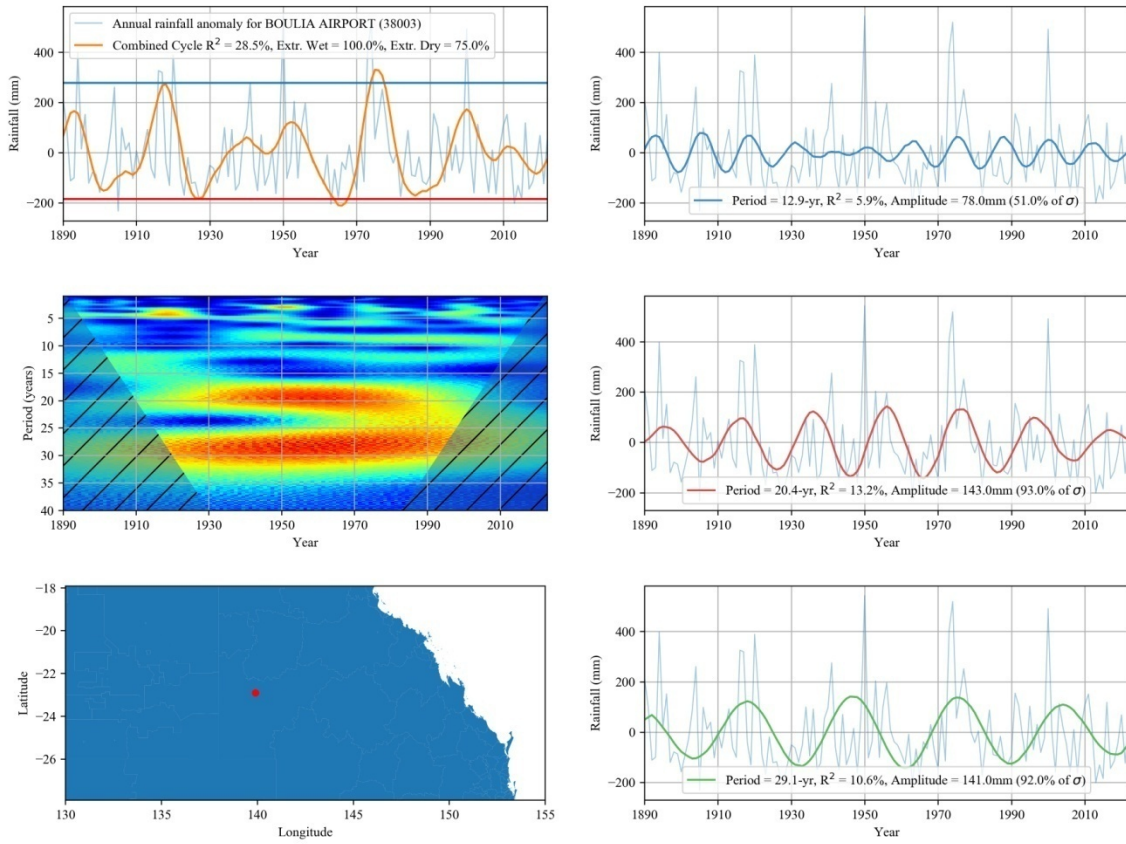 Annual rainfall anomaly for BOULIA AIRPORT (38003)
Combined Cycle R² = 28.5%, Extr. Wet = 100.0%, Extr. Dry = 75.0%
400
200
0
−200
Rainfall (mm)
1890 1910 1930 1950 1970 1990 2010
Year
400
200
0
−200
Rainfall (mm)
Period = 12.9-yr, R² = 5.9%, Amplitude = 78.0mm (51.0% of σ)
1890 1910 1930 1950 1970 1990 2010
Year
5
10
15
20
25
30
35
40
Period (years)
1890 1910 1930 1950 1970 1990 2010
Year
400
200
0
−200
Rainfall (mm)
Period = 20.4-yr, R² = 13.2%, Amplitude = 143.0mm (93.0% of σ)
1890 1910 1930 1950 1970 1990 2010
Year
−18
−20
−22
−24
−26
Latitude
130 135 140 145 150 155
Longitude
400
200
0
−200
Rainfall (mm)
Period = 29.1-yr, R² = 10.6%, Amplitude = 141.0mm (92.0% of σ)
1890 1910 1930 1950 1970 1990 2010
Year